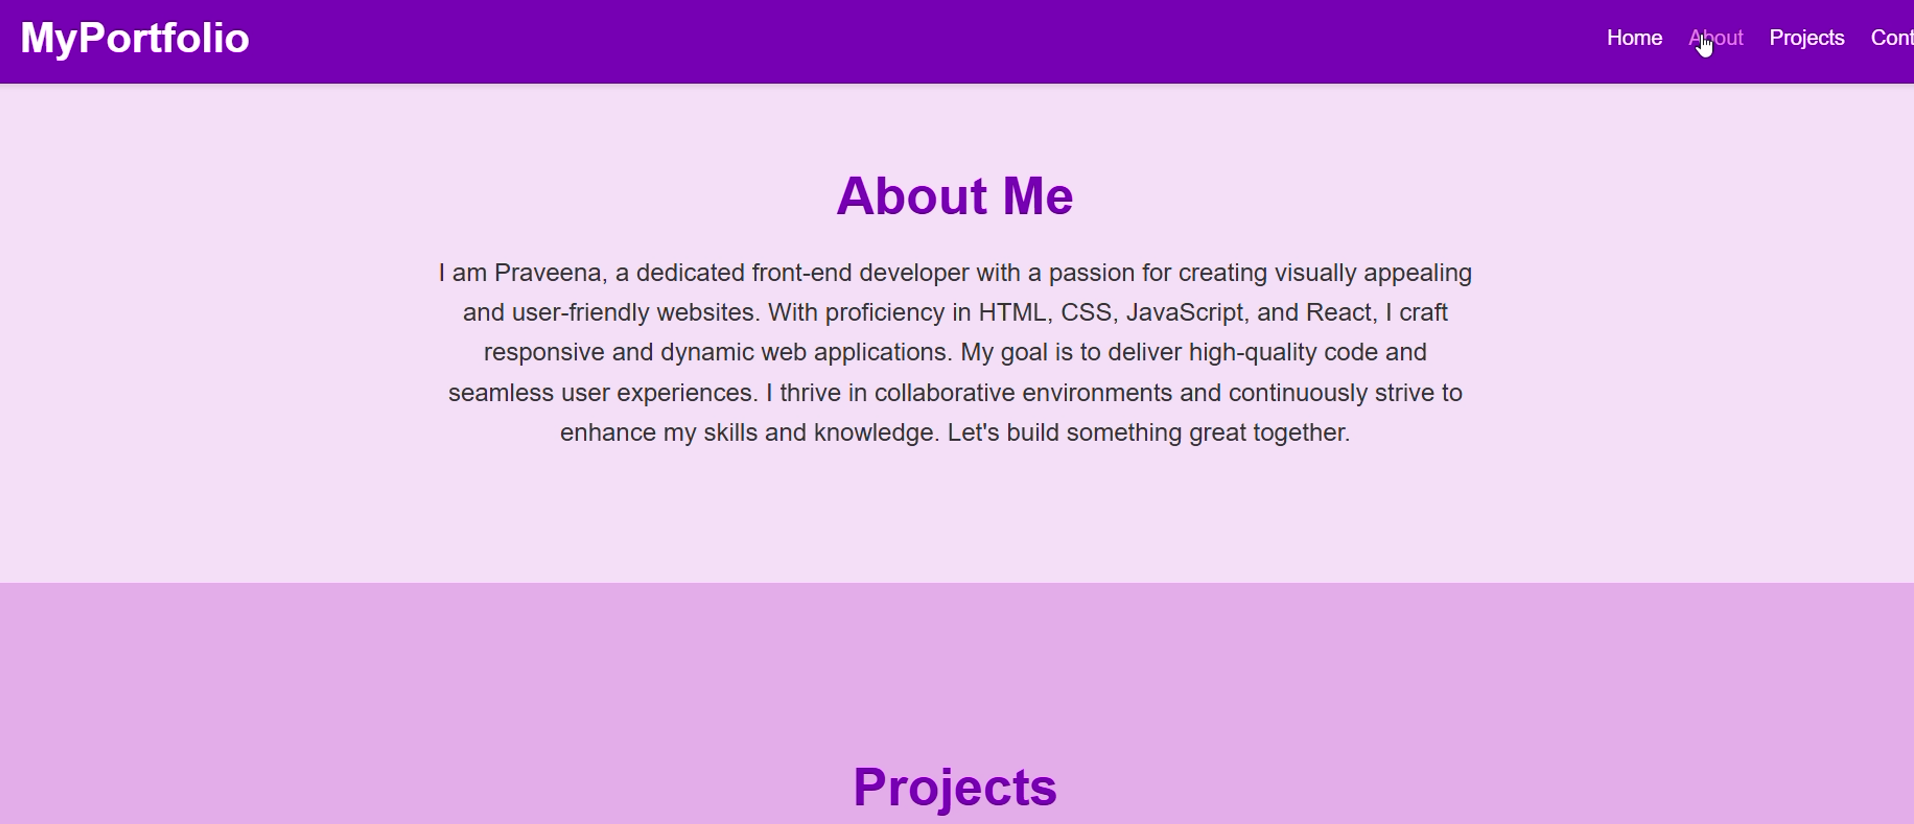 MyPortfolio
Home About Projects Cont
About Me
I am Praveena, a dedicated front-end developer with a passion for creating visually appealing
and user-friendly websites. With proficiency in HTML, CSS, JavaScript, and React, I craft
responsive and dynamic web applications. My goal is to deliver high-quality code and
seamless user experiences. I thrive in collaborative environments and continuously strive to
enhance my skills and knowledge. Let's build something great together.
Projects